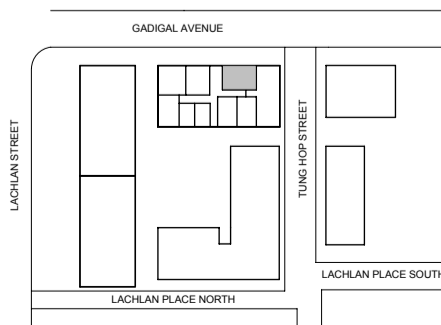 GADIGAL AVENUE
LACHLAN STREET
TUNG HOP STREET
LACHLAN PLACE SOUTH
LACHLAN PLACE NORTH